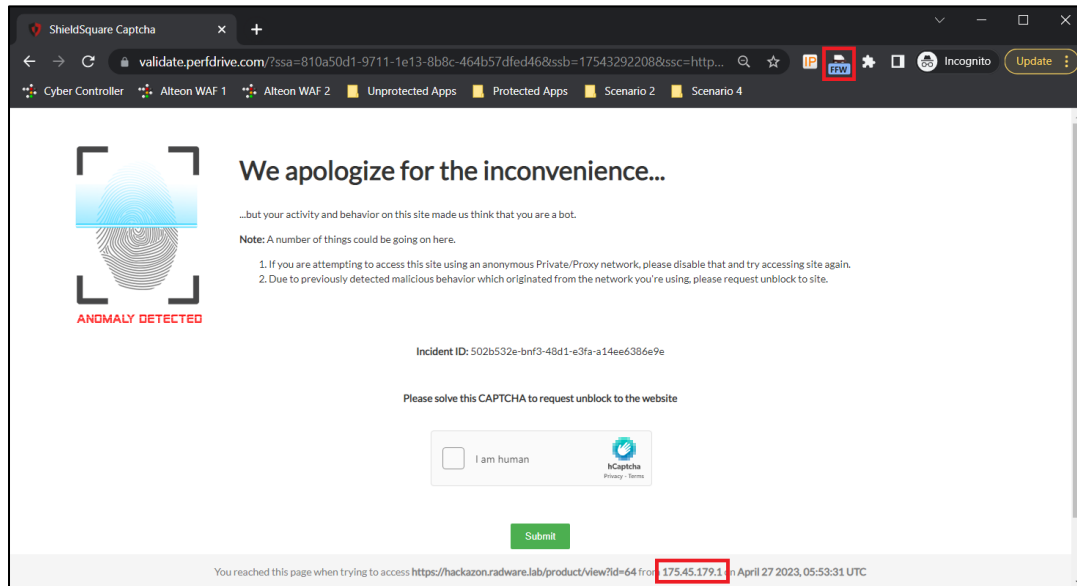 ShieldSquare Captcha
validate.perfdrive.com/?ssa=810a50d1-9711-1e13-8b8c-464b57dfed46&ssb=17543292208&ssc=http...
IP
FFW
Incognito
Update
Cyber Controller
Alteon WAF 1
Alteon WAF 2
Unprotected Apps
Protected Apps
Scenario 2
Scenario 4
We apologize for the inconvenience...
...but your activity and behavior on this site made us think that you are a bot.
Note: A number of things could be going on here.
1. If you are attempting to access this site using an anonymous Private/Proxy network, please disable that and try accessing site again.
2. Due to previously detected malicious behavior which originated from the network you're using, please request unblock to site.
ANOMALY DETECTED
Incident ID: 502b532e-bnf3-48d1-e3fa-a14ee6386e9e
Please solve this CAPTCHA to request unblock to the website
I am human
hCaptcha
Privacy - Terms
Submit
You reached this page when trying to access https://hackazon.radware.lab/product/view?id=64 from 175.45.179.1 on April 27 2023, 05:53:31 UTC